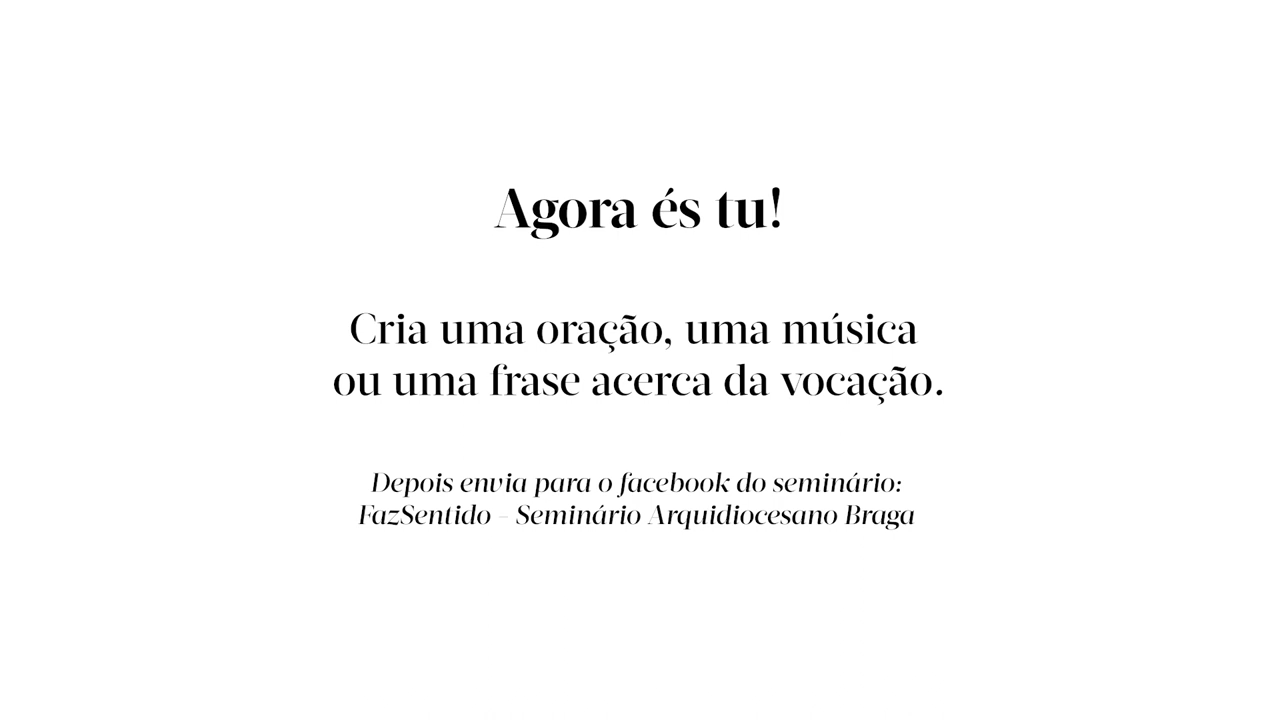 Agora és tu!
Cria uma oração, uma música
ou uma frase acerca da vocação.
Depois envia para o facebook do seminário:
FazSentido - Seminário Arquidiocesano Braga